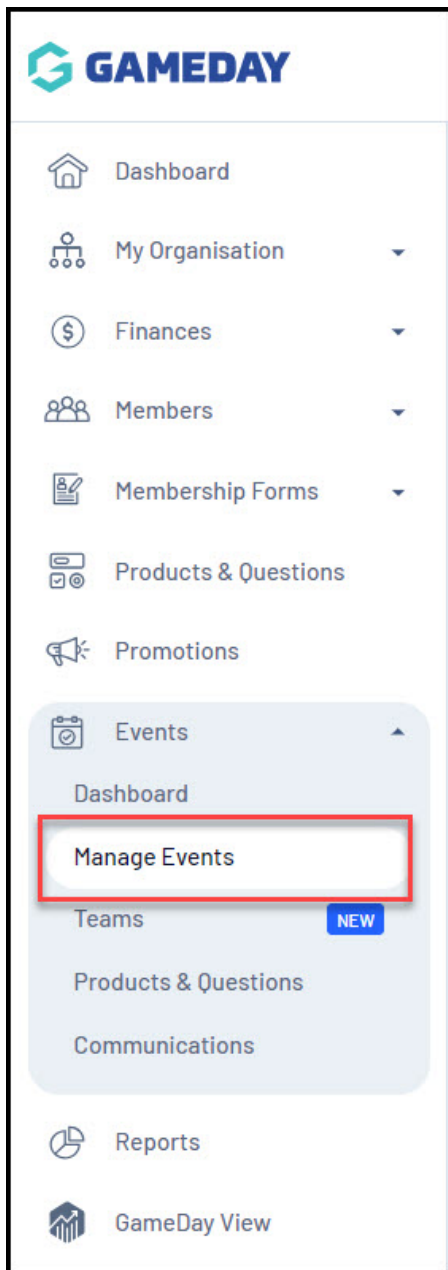 GAMEDAY
Dashboard
My Organisation
Finances
Members
Membership Forms
Products & Questions
Promotions
Events
Dashboard
Manage Events
Teams NEW
Products & Questions
Communications
Reports
GameDay View